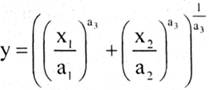 y = ( ( x₁ / a₁ )^a₃ + ( x₂ / a₂ )^a₃ )^(1/a₃)